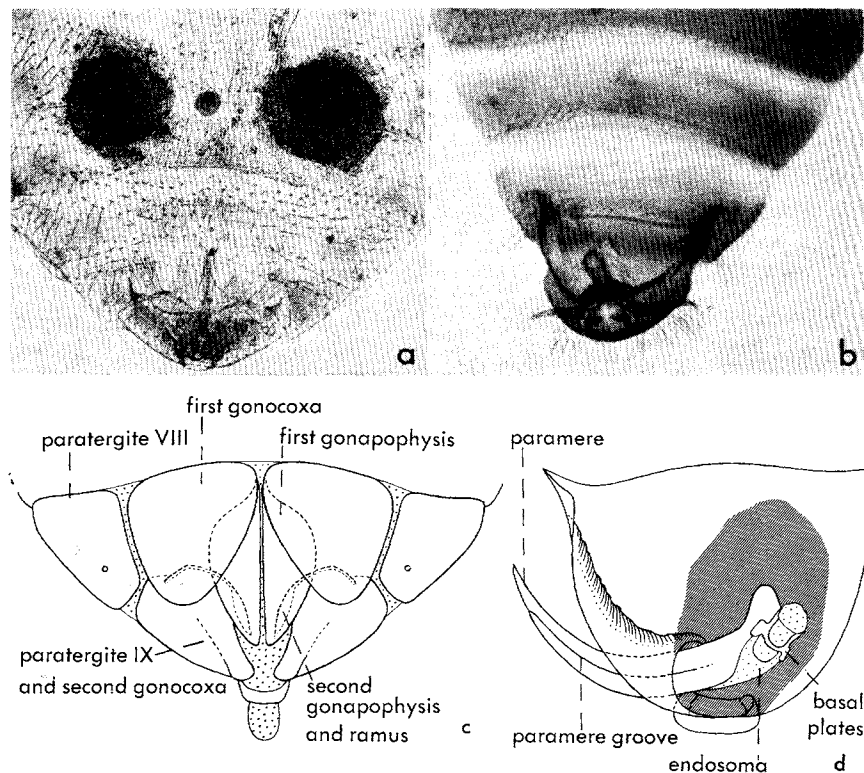 a
b
first gonocoxa
paratergite VIII
first gonapophysis
paramere
paratergite IX
and second gonocoxa
second
gonapophysis
and ramus
c
paramere groove
endosoma
basal
plates
d